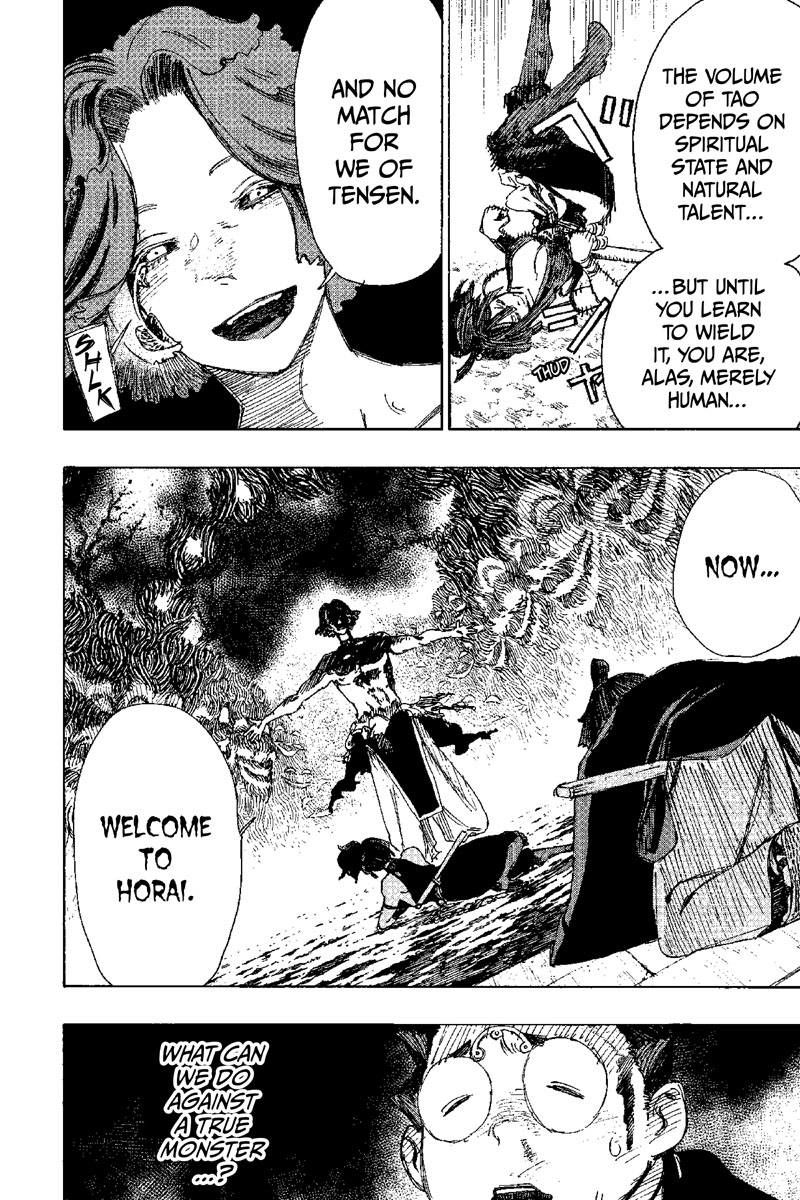 THE VOLUME
OF TAO
DEPENDS ON
SPIRITUAL
STATE AND
NATURAL
TALENT...
...BUT UNTIL
YOU LEARN
TO WIELD
IT, YOU ARE,
ALAS, MERELY
HUMAN...
THUD
AND NO
MATCH
FOR
WE OF
TENSEN.
SHLK
NOW...
WELCOME
TO
HORAI.
WHAT CAN
WE DO
AGAINST
A TRUE
MONSTER
...?